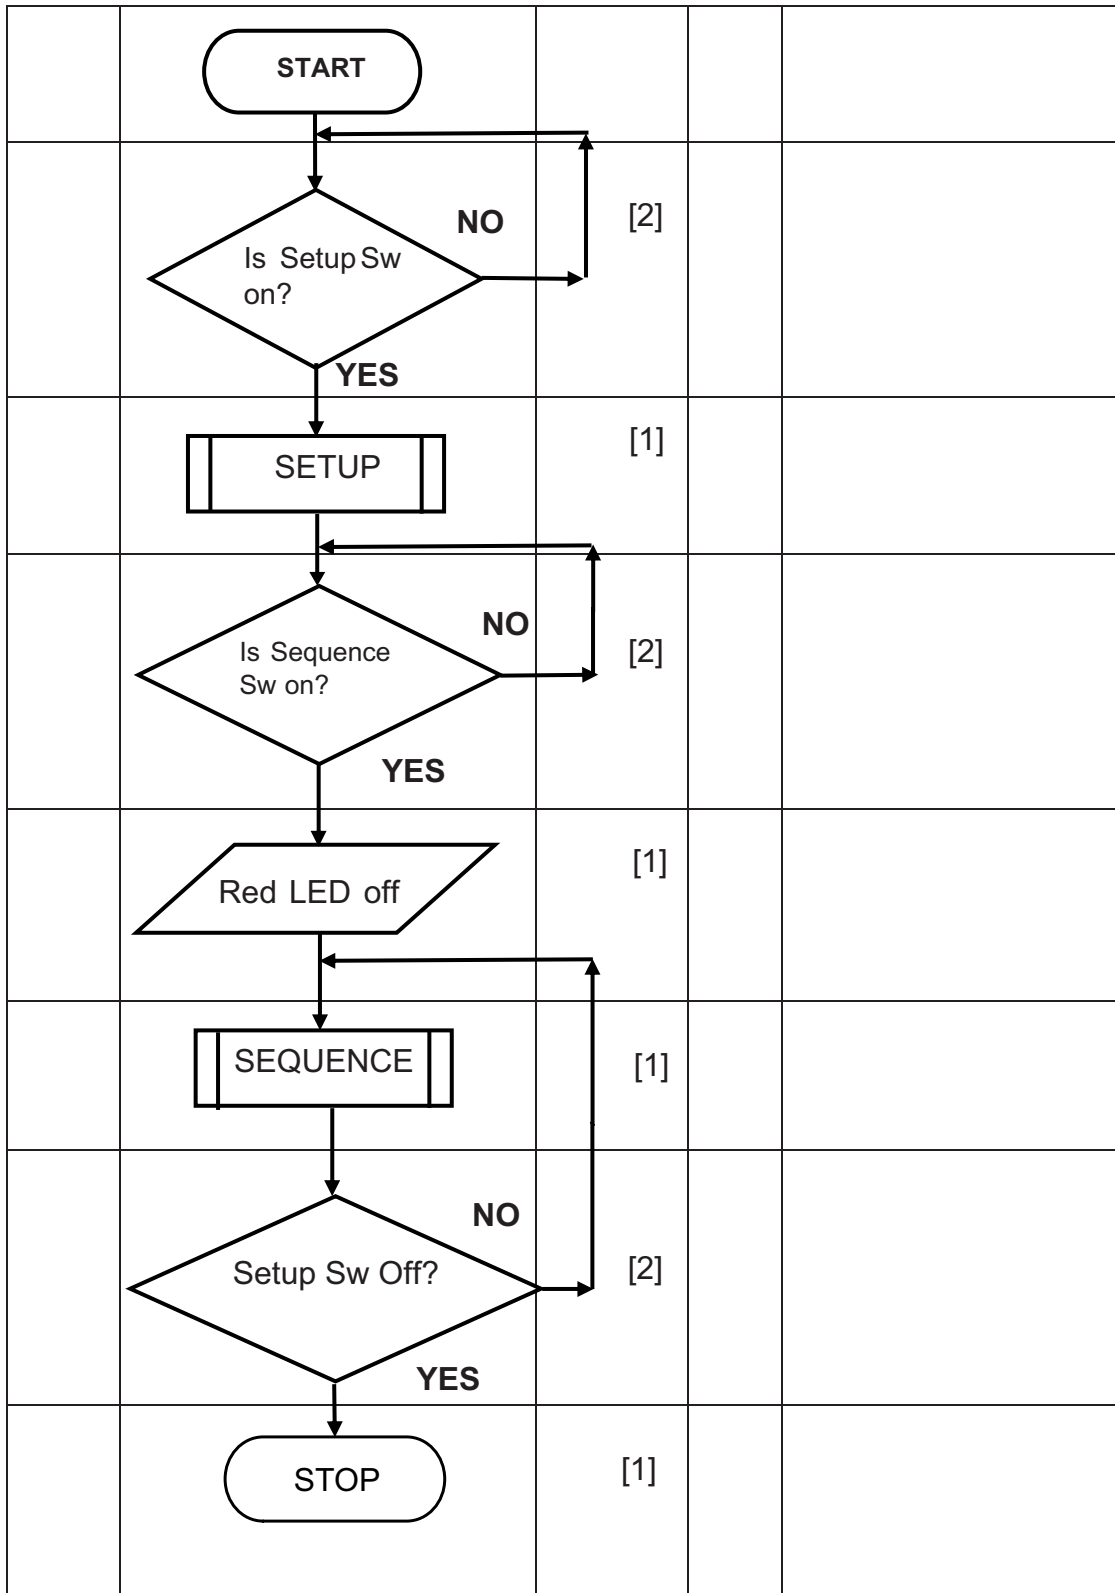 START
NO
[2]
Is Setup Sw
on?
YES
[1]
SETUP
NO
Is Sequence
Sw on?
[2]
YES
[1]
Red LED off
SEQUENCE
[1]
NO
Setup Sw Off?
[2]
YES
STOP
[1]